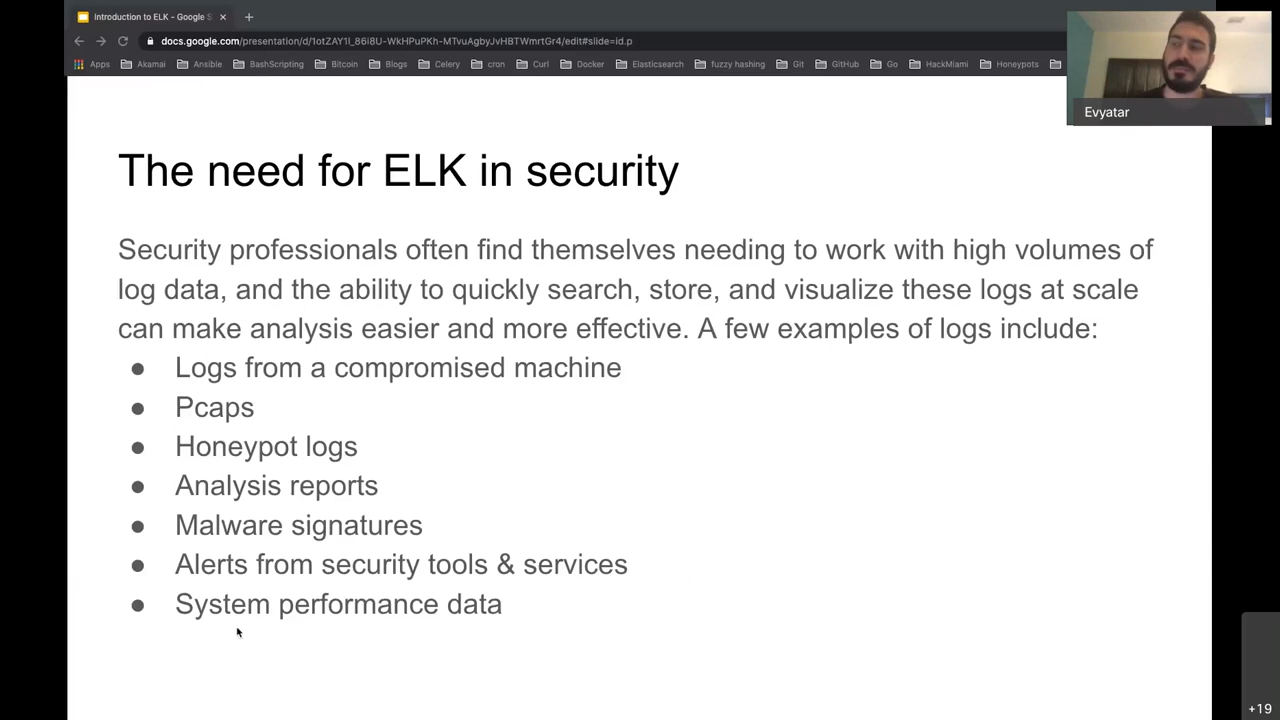 Introduction to ELK - Google S
docs.google.com/presentation/d/1otZAY1l_86i8U-WkHPuPKh-MTvuAgbyJvHBTWmrtGr4/edit#slide=id.p
Apps Akamai Ansible BashScripting Bitcoin Blogs Celery cron Curl Docker Elasticsearch fuzzy hashing Git GitHub Go HackMiami Honeypots
Evyatar
The need for ELK in security
Security professionals often find themselves needing to work with high volumes of
log data, and the ability to quickly search, store, and visualize these logs at scale
can make analysis easier and more effective. A few examples of logs include:
● Logs from a compromised machine
● Pcaps
● Honeypot logs
● Analysis reports
● Malware signatures
● Alerts from security tools & services
● System performance data
+19